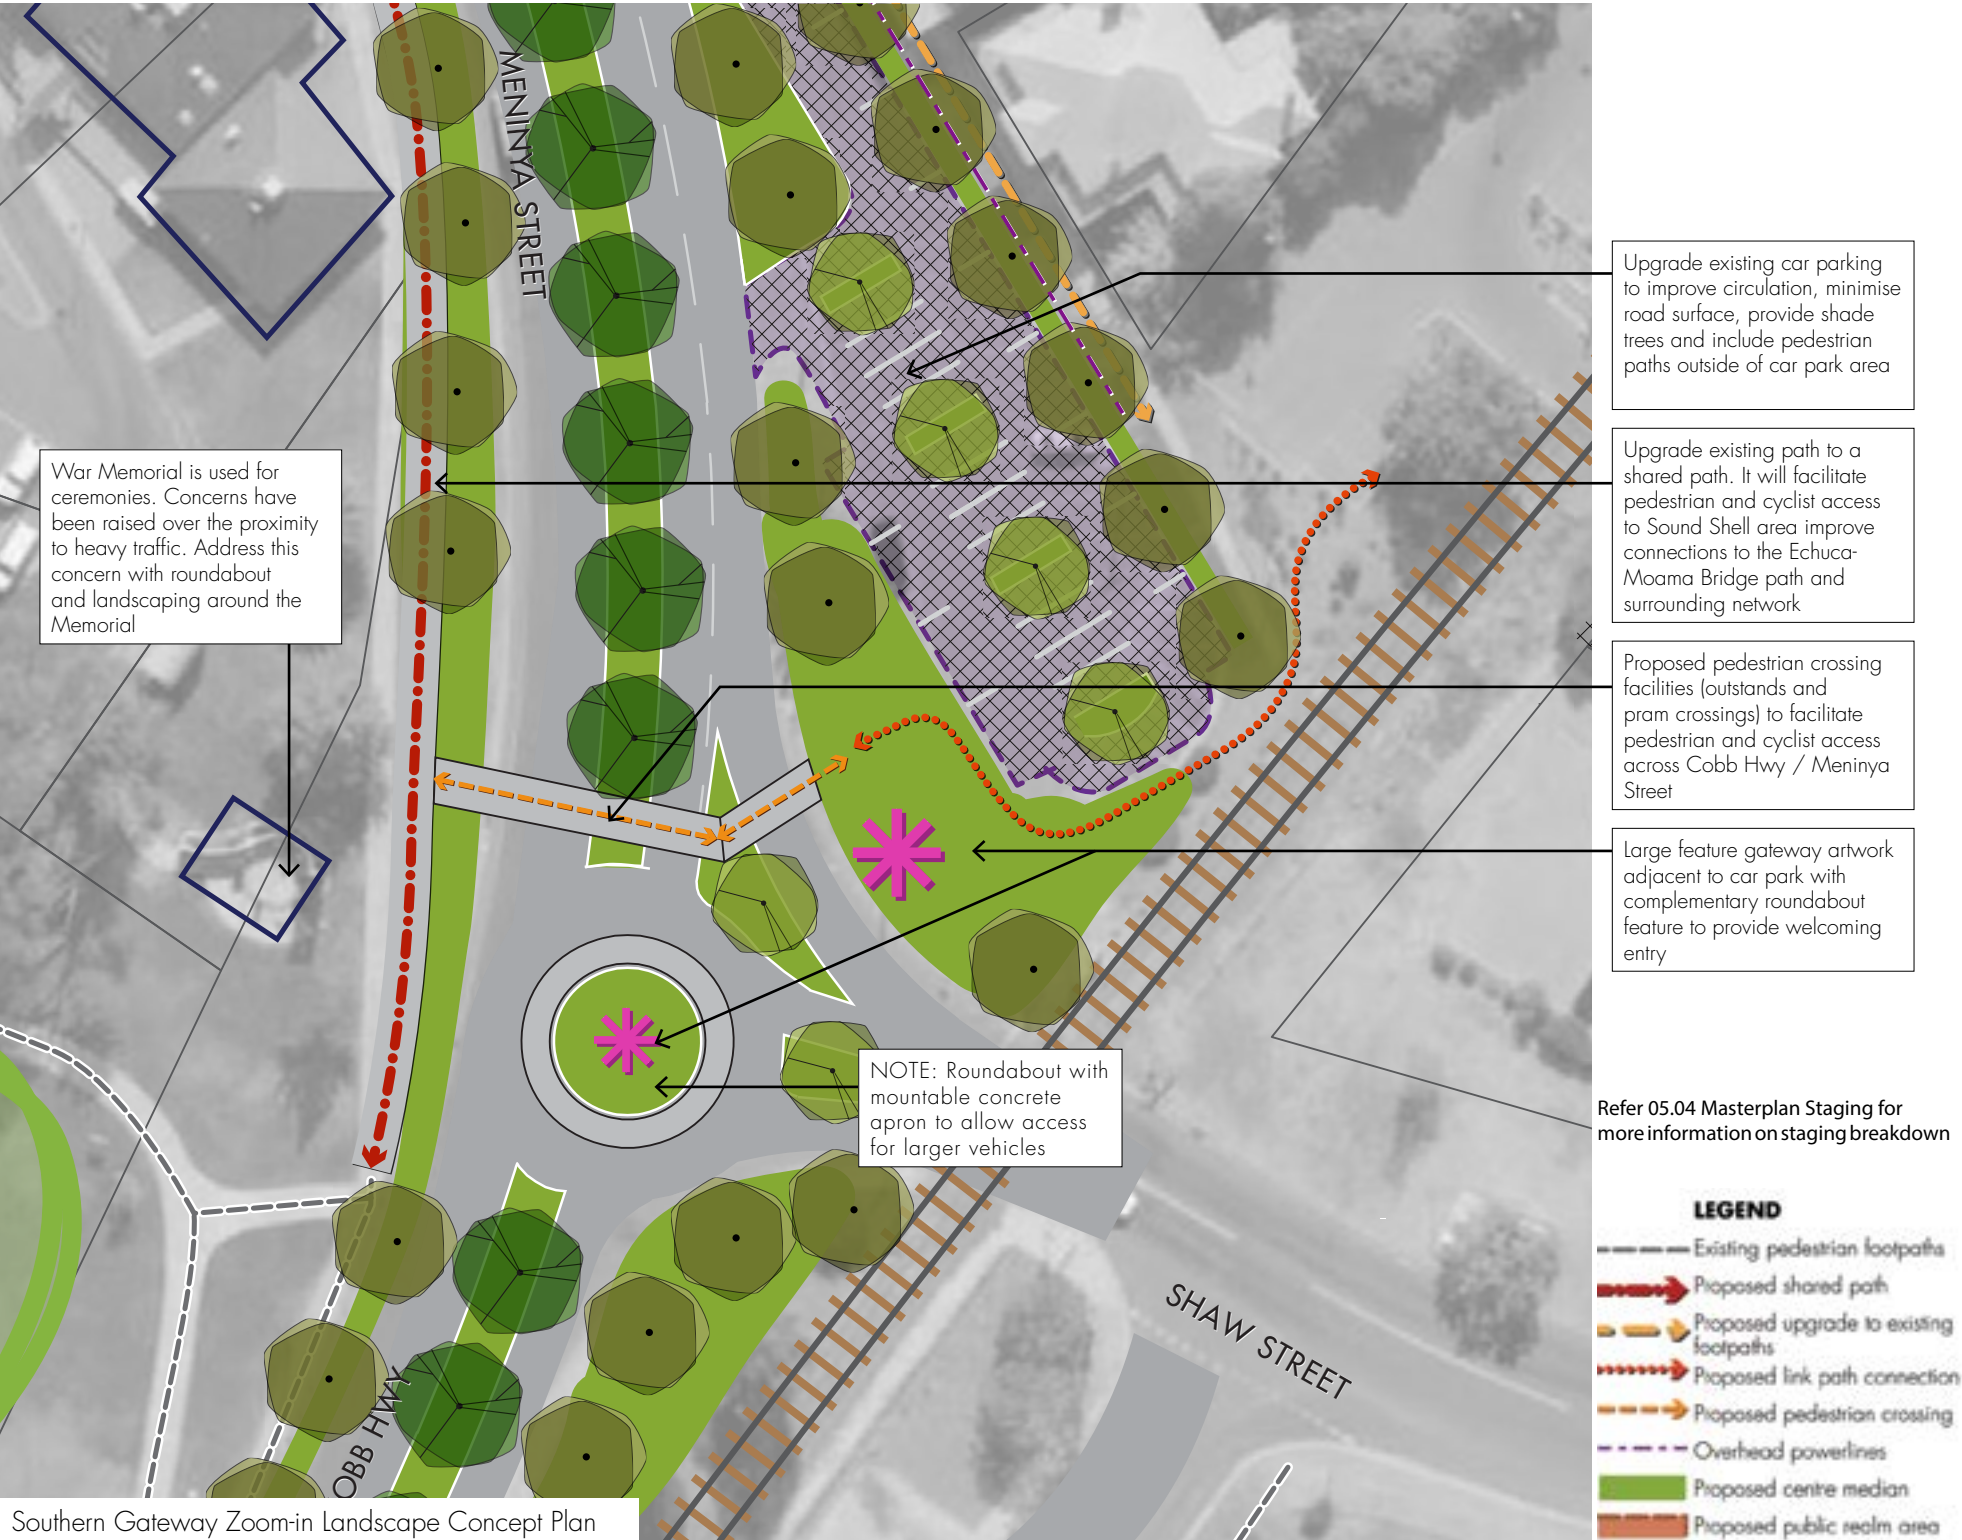 MENINYA STREET
War Memorial is used for
ceremonies. Concerns have
been raised over the proximity
to heavy traffic. Address this
concern with roundabout
and landscaping around the
Memorial
Upgrade existing car parking
to improve circulation, minimise
road surface, provide shade
trees and include pedestrian
paths outside of car park area
Upgrade existing path to a
shared path. It will facilitate
pedestrian and cyclist access
to Sound Shell area improve
connections to the Echuca-
Moama Bridge path and
surrounding network
Proposed pedestrian crossing
facilities (outstands and
pram crossings) to facilitate
pedestrian and cyclist access
across Cobb Hwy / Meninya
Street
Large feature gateway artwork
adjacent to car park with
complementary roundabout
feature to provide welcoming
entry
NOTE: Roundabout with
mountable concrete
apron to allow access
for larger vehicles
Refer 05.04 Masterplan Staging for
more information on staging breakdown
SHAW STREET
OBB HWY
LEGEND
Existing pedestrian footpaths
Proposed shared path
Proposed upgrade to existing
footpaths
Proposed link path connection
Proposed pedestrian crossing
Overhead powerlines
Proposed centre median
Proposed public realm area
Southern Gateway Zoom-in Landscape Concept Plan